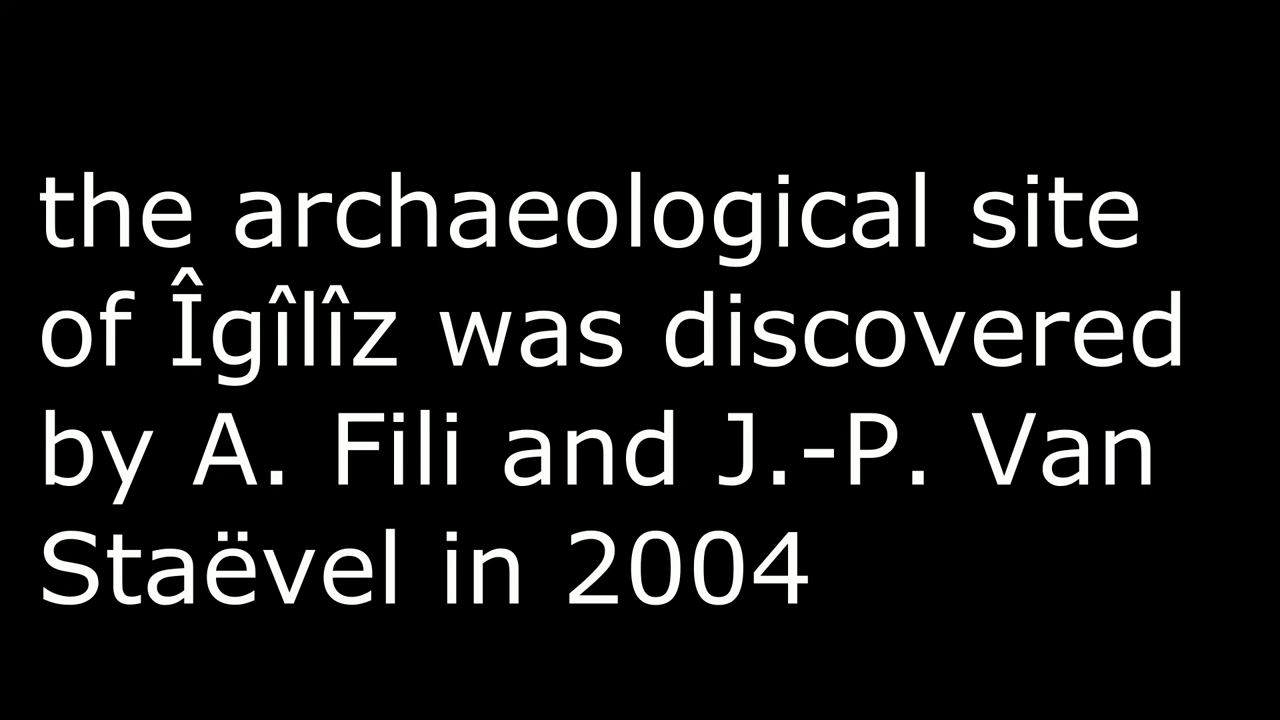 the archaeological site
of Îgîlîz was discovered
by A. Fili and J.-P. Van
Staëvel in 2004